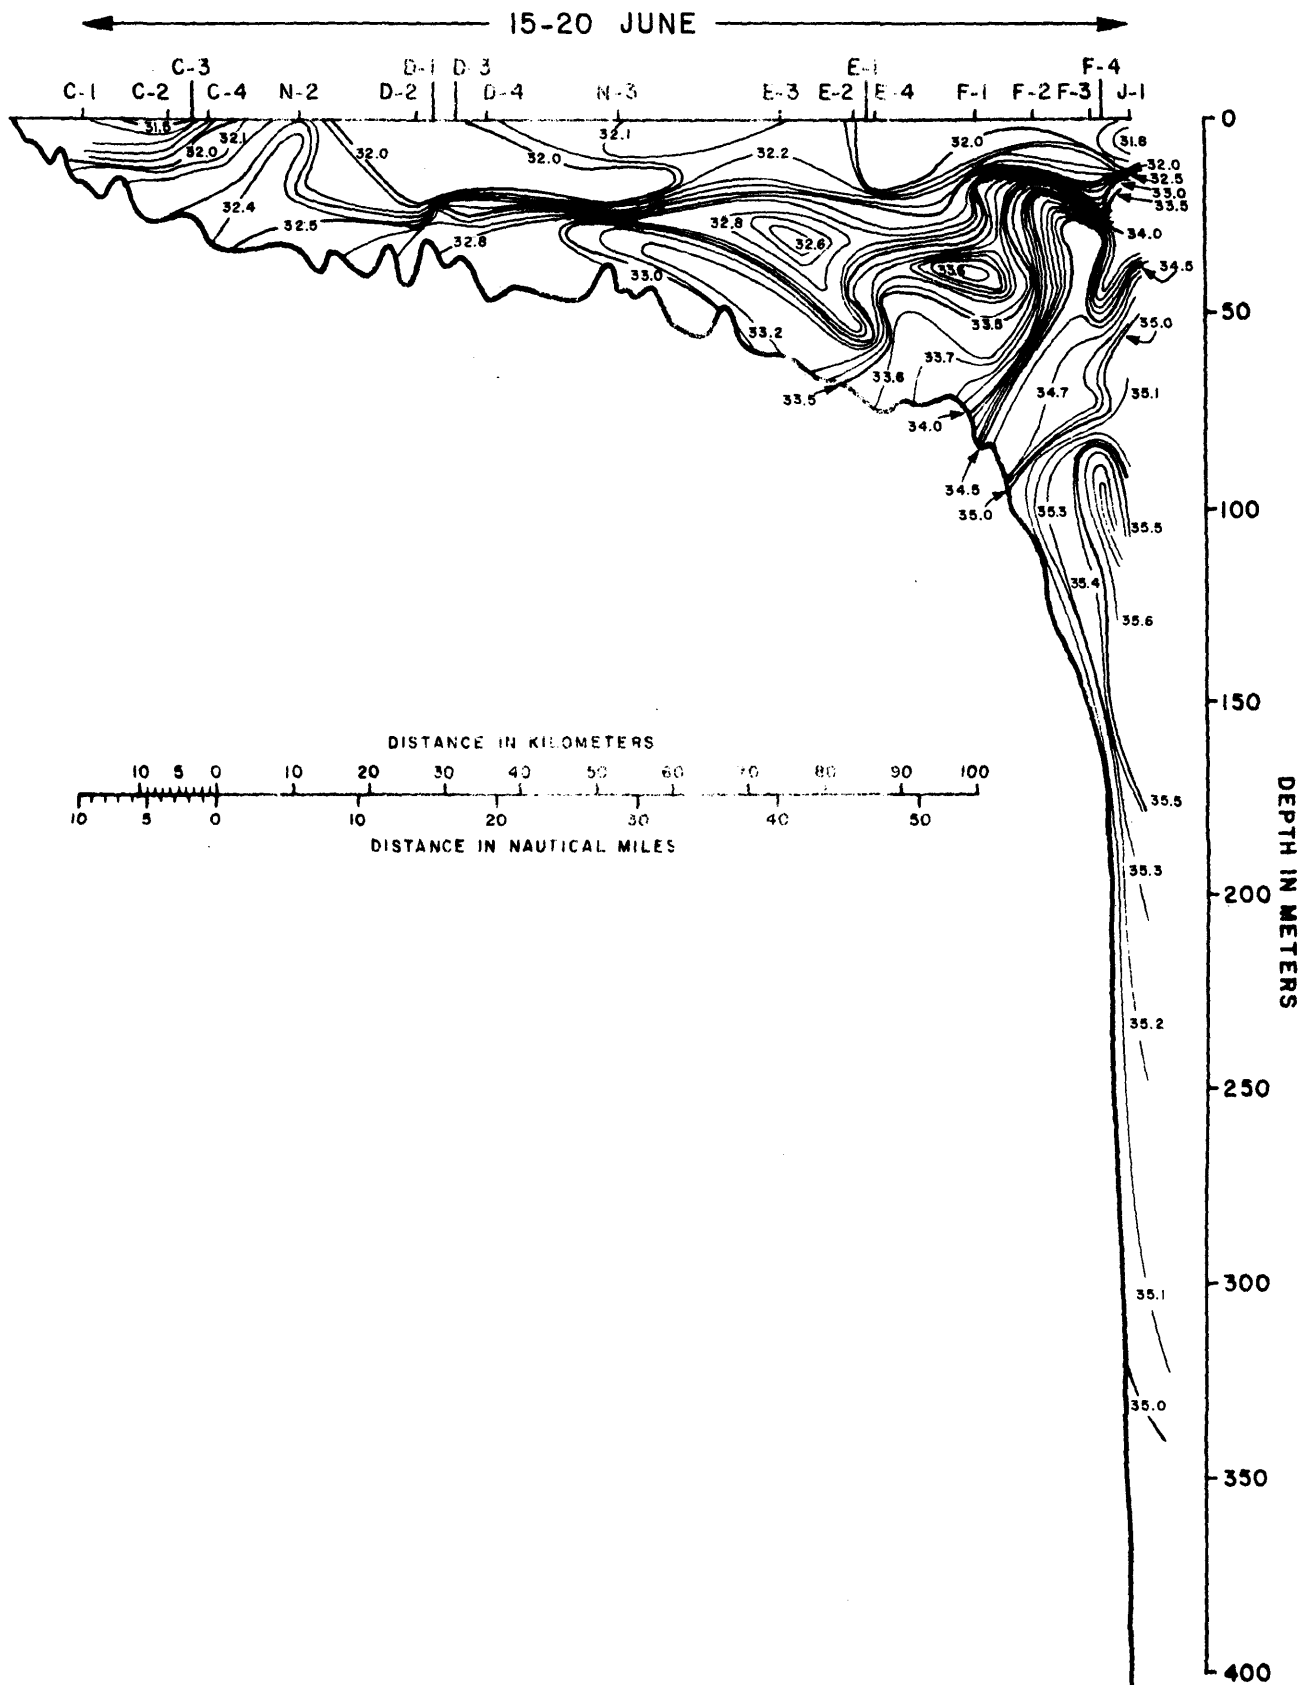 15-20 JUNE
C-3 D-1 D-3 E-1 F-4
C-1 C-2 C-4 N-2 D-2 D-4 N-3 E-3 E-2 E-4 F-1 F-2 F-3 J-1
0
31.6 32.1 32.1 32.0 31.8
32.0 32.0 32.0 32.2 32.0
32.5
33.0
33.5
32.4 32.5 32.8 32.8 32.6 34.0
33.0 33.6 34.5
50
33.2 33.5 35.0
33.7
33.6 34.7 35.1
33.5
34.0
34.5
35.0 35.3 35.5
100
35.4
35.6
150
DISTANCE IN KILOMETERS
10 5 0 10 20 30 40 50 60 70 80 90 100
10 5 0 10 20 30 40 50
DISTANCE IN NAUTICAL MILES
35.5
35.3
200
35.2
250
300
35.1
35.0
350
400
DEPTH IN METERS